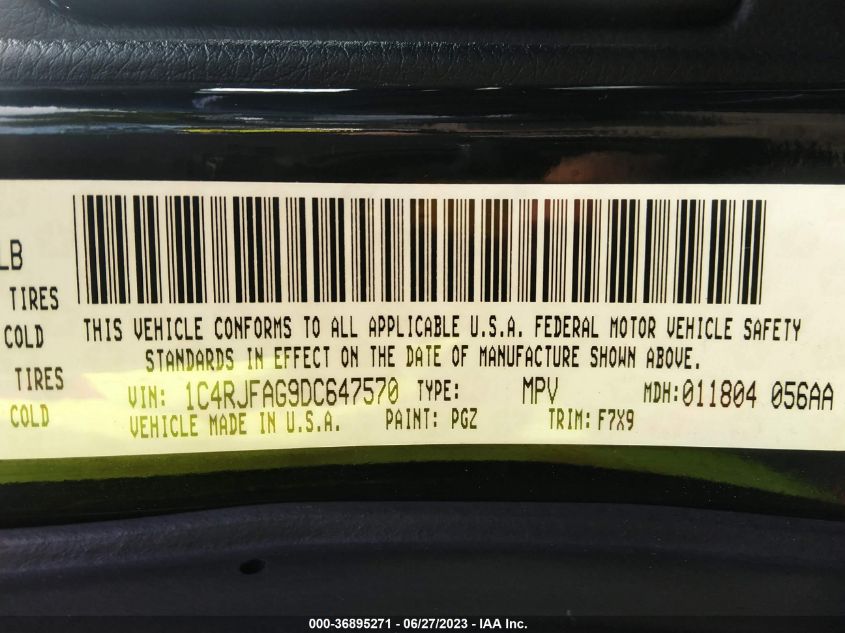 LB
TIRES
COLD
TIRES
COLD
THIS VEHICLE CONFORMS TO ALL APPLICABLE U.S.A. FEDERAL MOTOR VEHICLE SAFETY
STANDARDS IN EFFECT ON THE DATE OF MANUFACTURE SHOWN ABOVE.
VIN: 1C4RJFAG9DC647570 TYPE: MPV MDH:011804 056AA
VEHICLE MADE IN U.S.A. PAINT: PGZ TRIM: F7X9
000-36895271 - 06/27/2023 - IAA Inc.